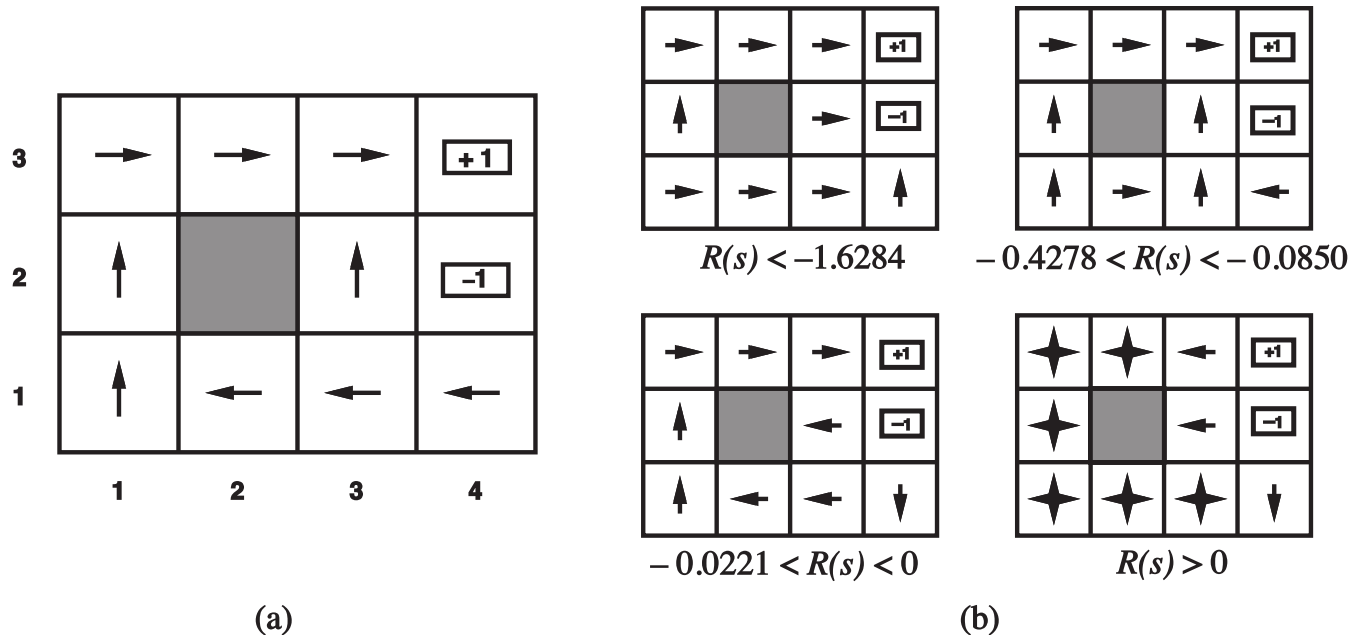 3
2
1
+ 1
–1
1 2 3 4
(a)
+1
–1
R(s) < –1.6284
+1
–1
– 0.4278 < R(s) < – 0.0850
+1
–1
– 0.0221 < R(s) < 0
+1
–1
R(s) > 0
(b)